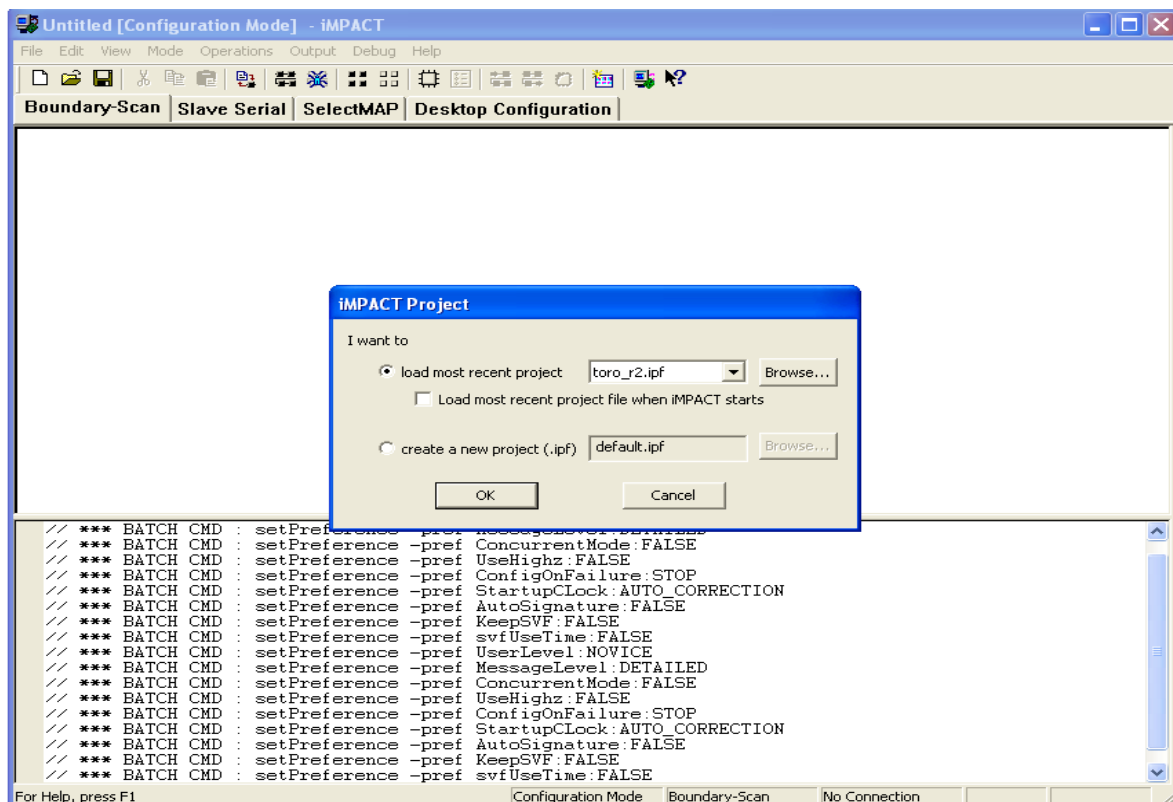 Untitled [Configuration Mode] - iMPACT
File Edit View Mode Operations Output Debug Help
Boundary-Scan Slave Serial SelectMAP Desktop Configuration
iMPACT Project
I want to
load most recent project toro_r2.ipf Browse...
Load most recent project file when iMPACT starts
create a new project (.ipf) default.ipf Browse...
OK Cancel
// *** BATCH CMD : setPref
// *** BATCH CMD : setPreference -pref ConcurrentMode:FALSE
// *** BATCH CMD : setPreference -pref UseHighz:FALSE
// *** BATCH CMD : setPreference -pref ConfigOnFailure:STOP
// *** BATCH CMD : setPreference -pref StartupCLock:AUTO_CORRECTION
// *** BATCH CMD : setPreference -pref AutoSignature:FALSE
// *** BATCH CMD : setPreference -pref KeepSVF:FALSE
// *** BATCH CMD : setPreference -pref svfUseTime:FALSE
// *** BATCH CMD : setPreference -pref UserLevel:NOVICE
// *** BATCH CMD : setPreference -pref MessageLevel:DETAILED
// *** BATCH CMD : setPreference -pref ConcurrentMode:FALSE
// *** BATCH CMD : setPreference -pref UseHighz:FALSE
// *** BATCH CMD : setPreference -pref ConfigOnFailure:STOP
// *** BATCH CMD : setPreference -pref StartupCLock:AUTO_CORRECTION
// *** BATCH CMD : setPreference -pref AutoSignature:FALSE
// *** BATCH CMD : setPreference -pref KeepSVF:FALSE
// *** BATCH CMD : setPreference -pref svfUseTime:FALSE
For Help, press F1 Configuration Mode Boundary-Scan No Connection